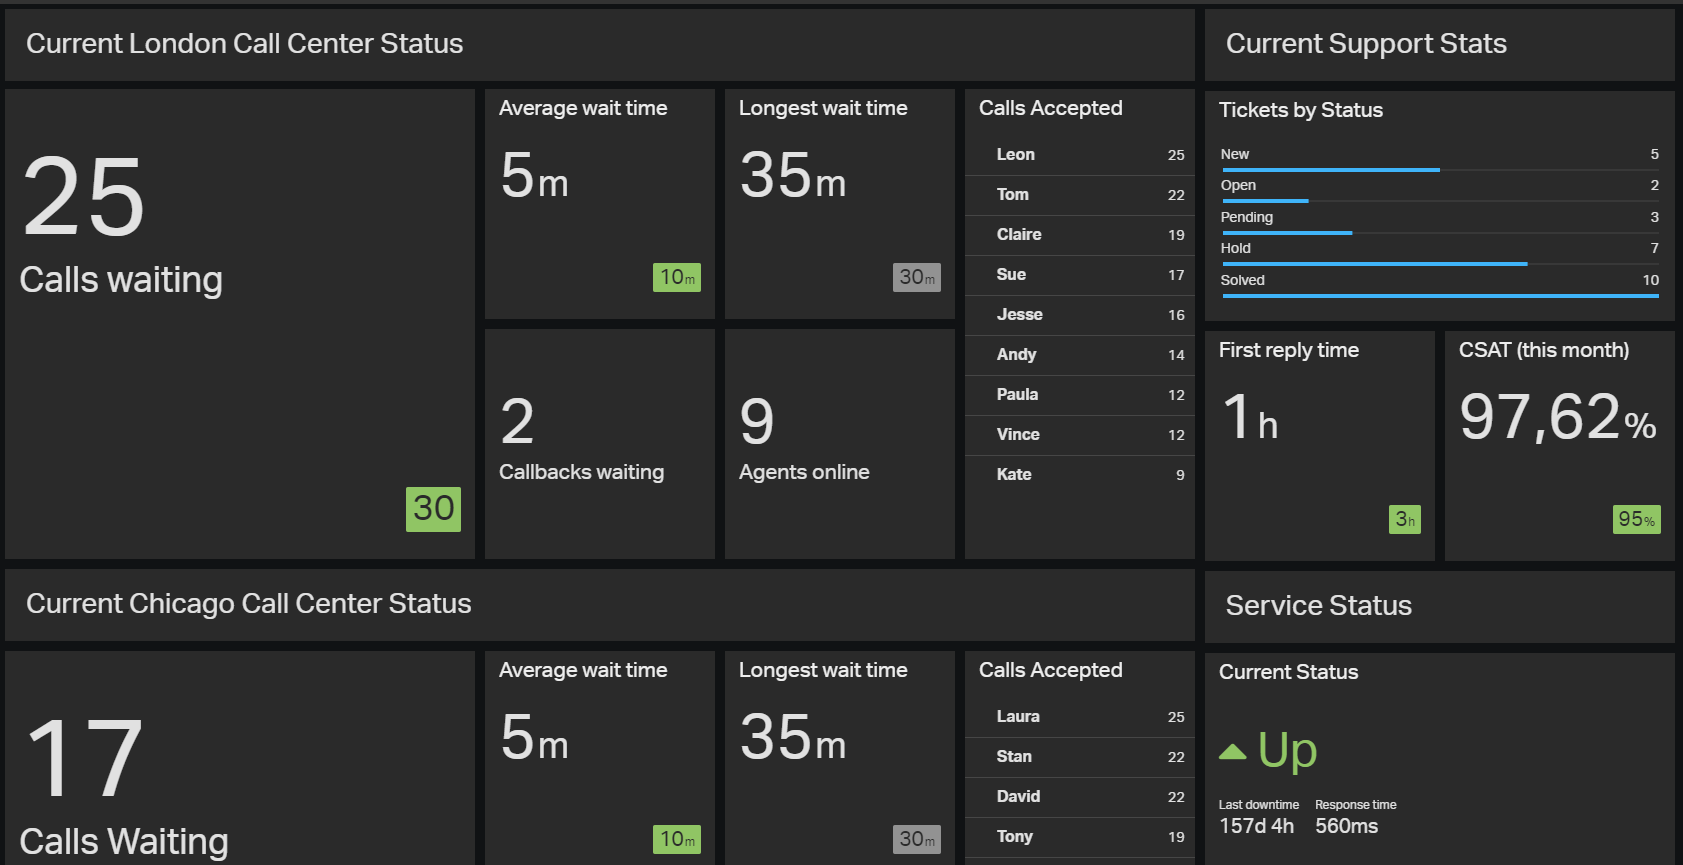 Current London Call Center Status
25
Calls waiting
30
Average wait time
5m
10m
Longest wait time
35m
30m
2
Callbacks waiting
9
Agents online
Calls Accepted
Leon 25
Tom 22
Claire 19
Sue 17
Jesse 16
Andy 14
Paula 12
Vince 12
Kate 9
Current Support Stats
Tickets by Status
New 5
Open 2
Pending 3
Hold 7
Solved 10
First reply time
1h
3h
CSAT (this month)
97,62%
95%
Current Chicago Call Center Status
17
Calls Waiting
Average wait time
5m
10m
Longest wait time
35m
30m
Calls Accepted
Laura 25
Stan 22
David 22
Tony 19
Service Status
Current Status
Up
Last downtime Response time
157d 4h 560ms